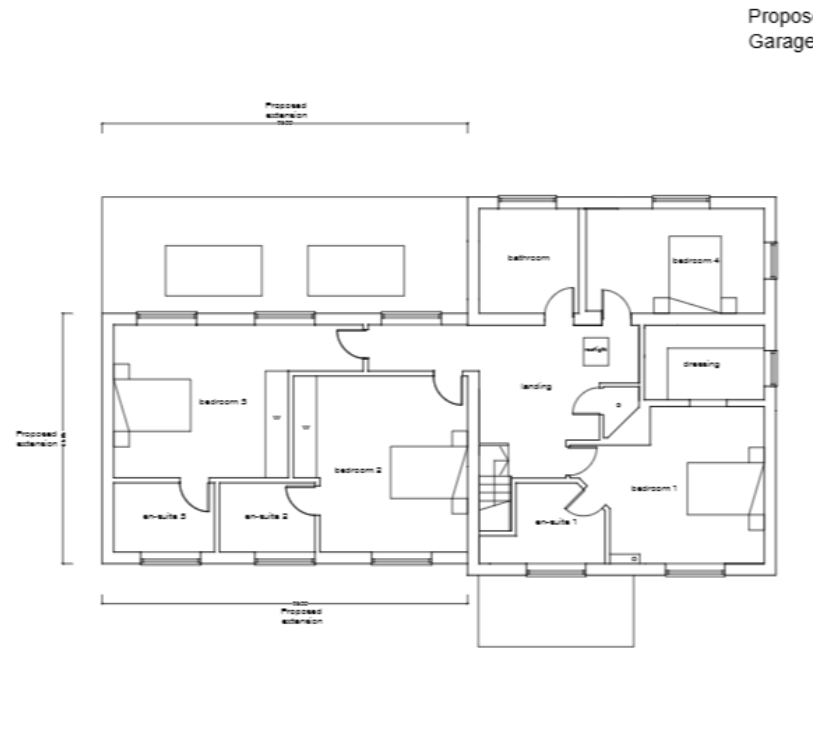 Propos
Garage
Proposed
extension
bathroom
bedroom 4
rooflight
dressing
landing
bedroom 3
W
W
C
Proposed
extension
bedroom 2
bedroom 1
en-suite 3
en-suite 2
en-suite 1
Proposed
extension